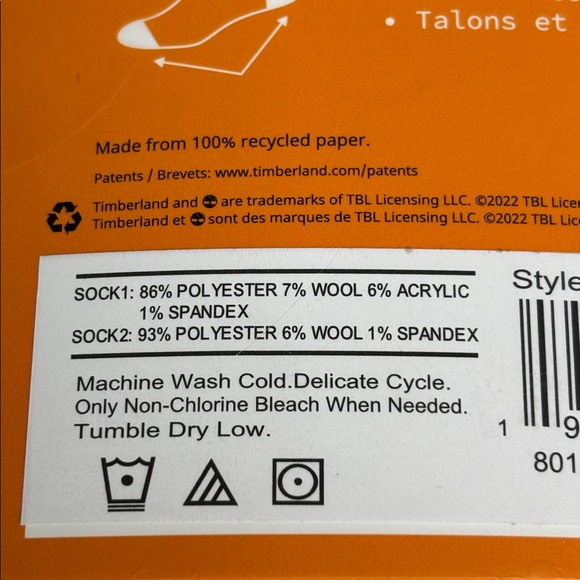 • Talons et
Made from 100% recycled paper.
Patents / Brevets: www.timberland.com/patents
Timberland and are trademarks of TBL Licensing LLC. ©2022 TBL
Timberland et sont des marques de TBL Licensing LLC. ©2022 TBL
Style
SOCK1: 86% POLYESTER 7% WOOL 6% ACRYLIC
1% SPANDEX
SOCK2: 93% POLYESTER 6% WOOL 1% SPANDEX
Machine Wash Cold.Delicate Cycle.
Only Non-Chlorine Bleach When Needed.
Tumble Dry Low.
1 9
801